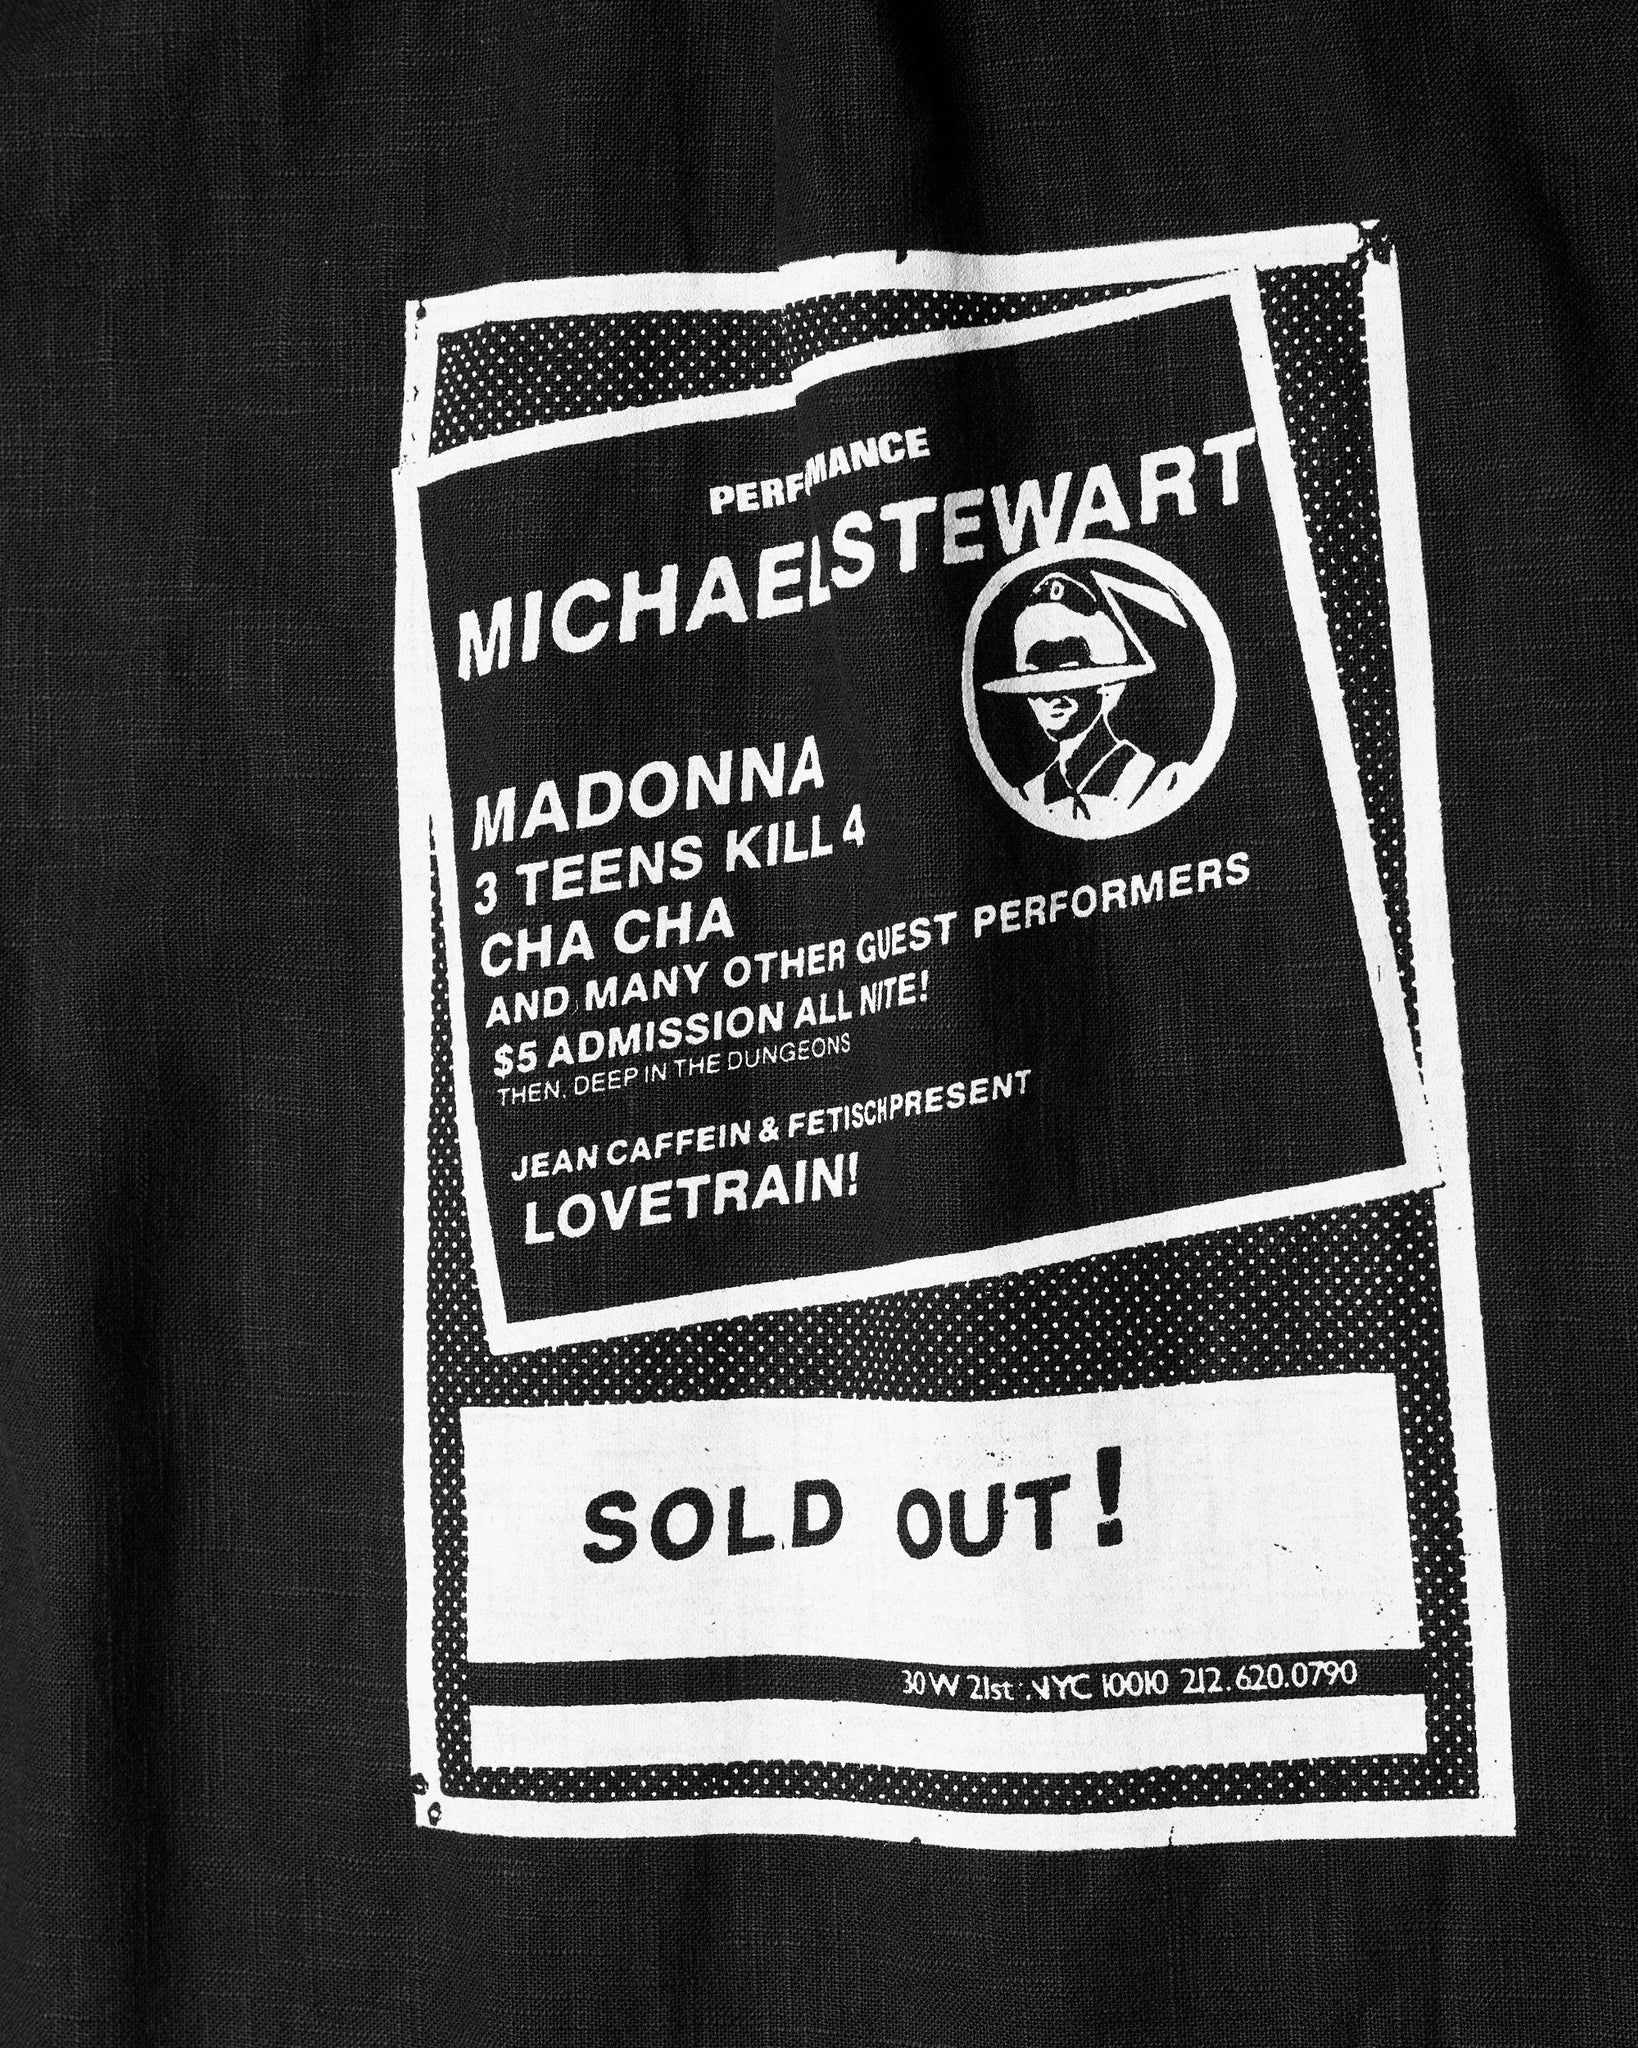 PERFMANCE
MICHAEL STEWART
MADONNA
3 TEENS KILL 4
CHA CHA
AND MANY OTHER GUEST PERFORMERS
$5 ADMISSION ALL NITE!
THEN, DEEP IN THE DUNGEONS
JEAN CAFFEIN & FETISCH PRESENT
LOVETRAIN!
SOLD OUT!
30 W 21st NYC 10010 212.620.0790